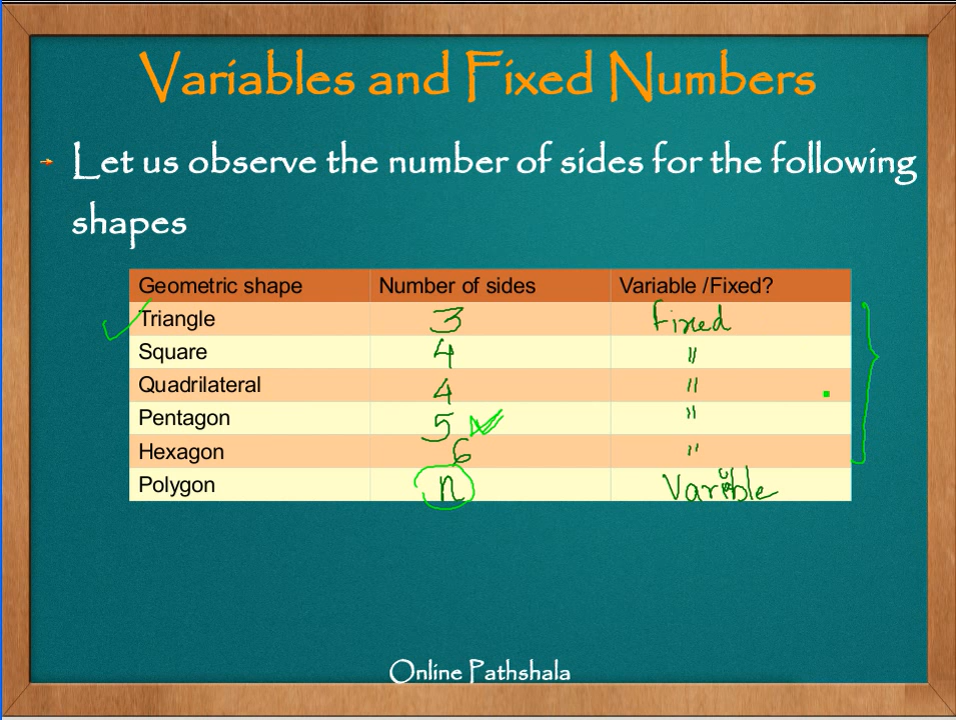 Variables and Fixed Numbers
Let us observe the number of sides for the following
shapes
Geometric shape Number of sides Variable /Fixed?
Triangle 3 Fixed
Square 4 "
Quadrilateral 4 "
Pentagon 5 "
Hexagon 6 "
Polygon n Variable
Online Pathshala